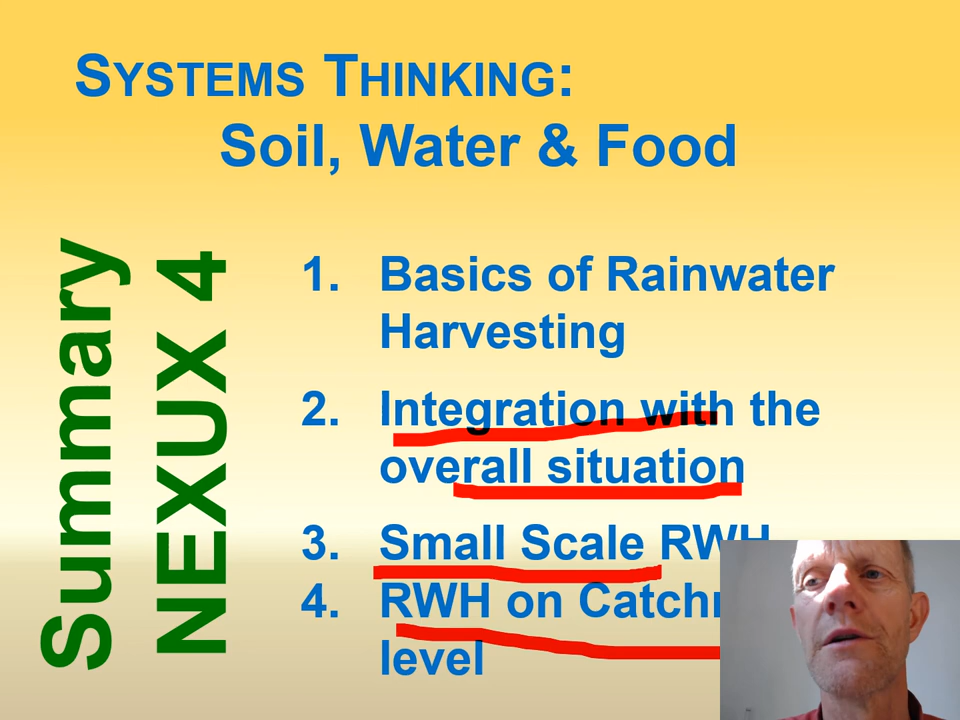 SYSTEMS THINKING:
Soil, Water & Food
Summary
NEXUX 4
1. Basics of Rainwater
Harvesting
2. Integration with the
overall situation
3. Small Scale RWH
4. RWH on
level